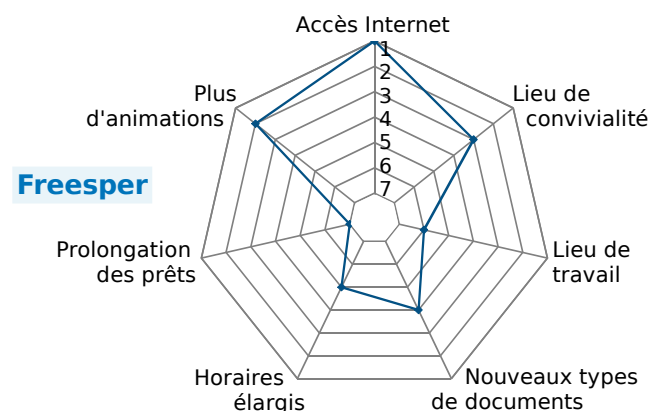 Accès Internet
1
2
3
4
5
6
7
Plus
d'animations
Lieu de
convivialité
Freesper
Prolongation
des prêts
Lieu de
travail
Horaires
élargis
Nouveaux types
de documents